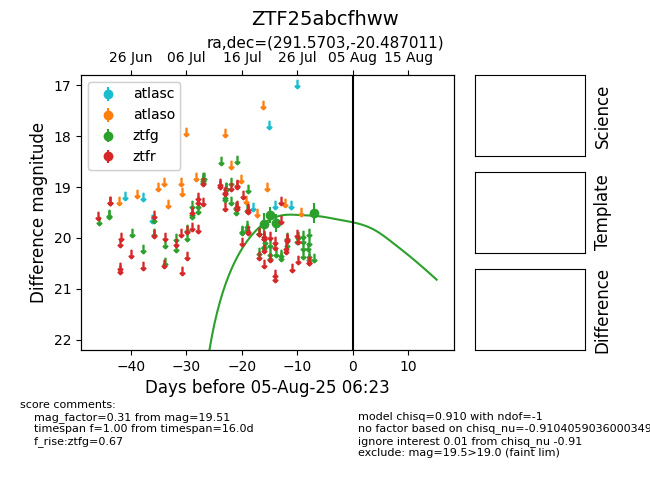 ZTF25abcfhww
ra,dec=(291.5703,-20.487011)
26 Jun 06 Jul 16 Jul 26 Jul 05 Aug 15 Aug
atlasc
atlaso
ztfg
ztfr
17
18
19
20
21
22
Difference magnitude
−40 −30 −20 −10 0 10
Days before 05-Aug-25 06:23
Science
Template
Difference
score comments:
mag_factor=0.31 from mag=19.51
timespan f=1.00 from timespan=16.0d
f_rise:ztfg=0.67
model chisq=0.910 with ndof=-1
no factor based on chisq_nu=-0.9104059036000349
ignore interest 0.01 from chisq_nu -0.91
exclude: mag=19.5>19.0 (faint lim)